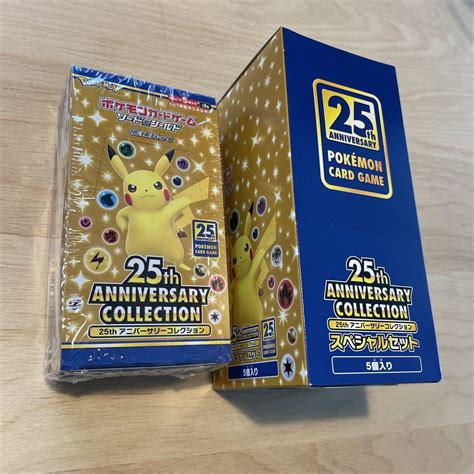 ポケモンカードゲーム
ソード&シールド
25
ANNIVERSARY
POKÉMON
CARD GAME
25th
ANNIVERSARY
COLLECTION
25th アニバーサリーコレクション
25th
ANNIVERSARY
POKÉMON
CARD GAME
25th
ANNIVERSARY
COLLECTION
25th アニバーサリーコレクション
スペシャルセット
5個入り
5個入り